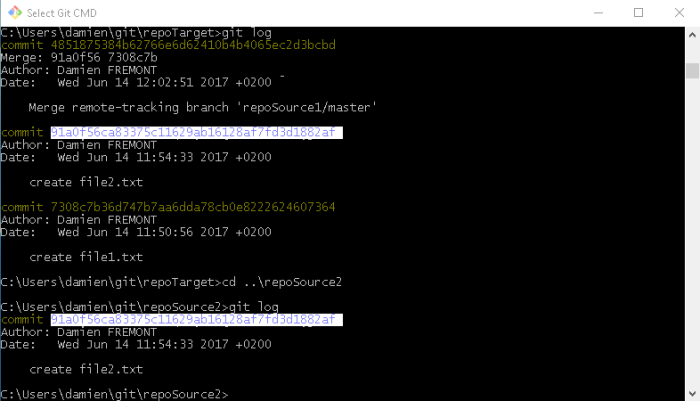 Select Git CMD
C:\Users\damien\git\repoTarget>git log
commit 4851875384b62766e6d62410b4b4065ec2d3bcbd
Merge: 91a0f56 7308c7b
Author: Damien FREMONT
Date:   Wed Jun 14 12:02:51 2017 +0200
Merge remote-tracking branch 'repoSource1/master'
commit 91a0f56ca83375c11629ab16128af7fd3d1882af
Author: Damien FREMONT
Date:   Wed Jun 14 11:54:33 2017 +0200
create file2.txt
commit 7308c7b36d747b7aa6dda78cb0e8222624607364
Author: Damien FREMONT
Date:   Wed Jun 14 11:50:56 2017 +0200
create file1.txt
C:\Users\damien\git\repoTarget>cd ..\repoSource2
C:\Users\damien\git\repoSource2>git log
commit 91a0f56ca83375c11629ab16128af7fd3d1882af
Author: Damien FREMONT
Date:   Wed Jun 14 11:54:33 2017 +0200
create file2.txt
C:\Users\damien\git\repoSource2>